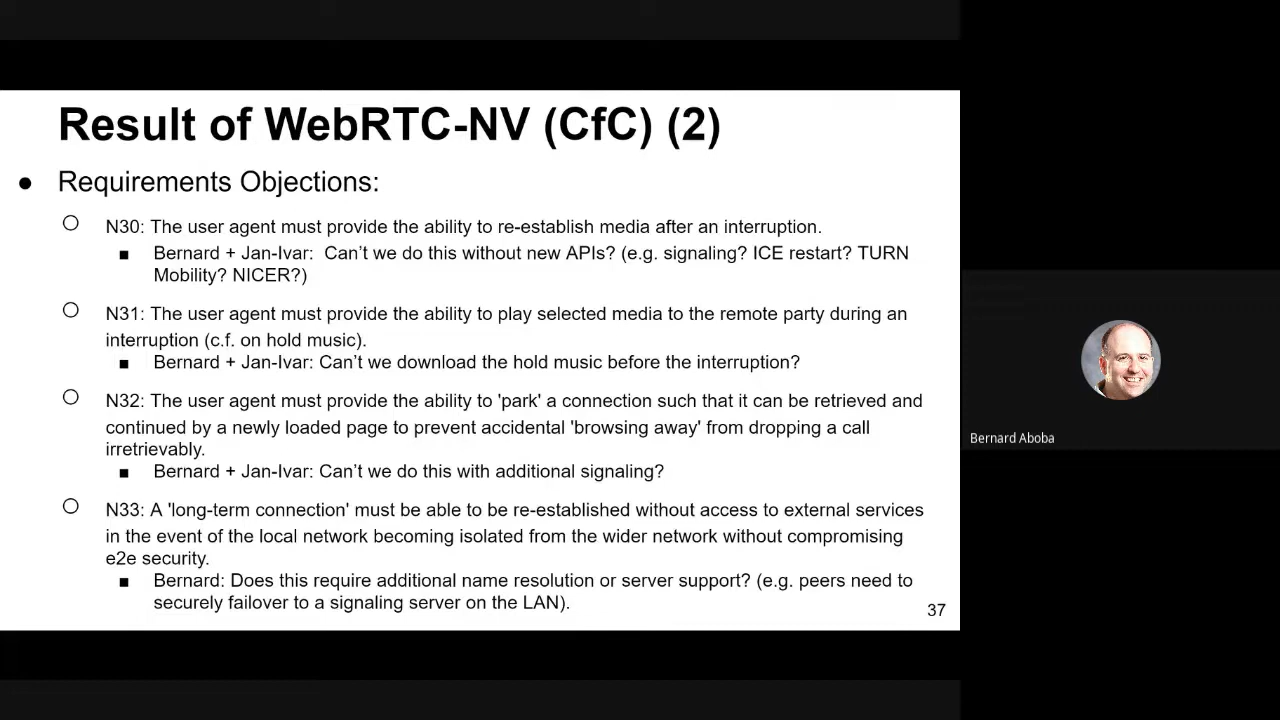 Result of WebRTC-NV (CfC) (2)
● Requirements Objections:
○ N30: The user agent must provide the ability to re-establish media after an interruption.
■ Bernard + Jan-Ivar:  Can't we do this without new APIs? (e.g. signaling? ICE restart? TURN
Mobility? NICER?)
○ N31: The user agent must provide the ability to play selected media to the remote party during an
interruption (c.f. on hold music).
■ Bernard + Jan-Ivar: Can't we download the hold music before the interruption?
○ N32: The user agent must provide the ability to 'park' a connection such that it can be retrieved and
continued by a newly loaded page to prevent accidental 'browsing away' from dropping a call
irretrievably.
■ Bernard + Jan-Ivar: Can't we do this with additional signaling?
○ N33: A 'long-term connection' must be able to be re-established without access to external services
in the event of the local network becoming isolated from the wider network without compromising
e2e security.
■ Bernard: Does this require additional name resolution or server support? (e.g. peers need to
securely failover to a signaling server on the LAN).
37
Bernard Aboba